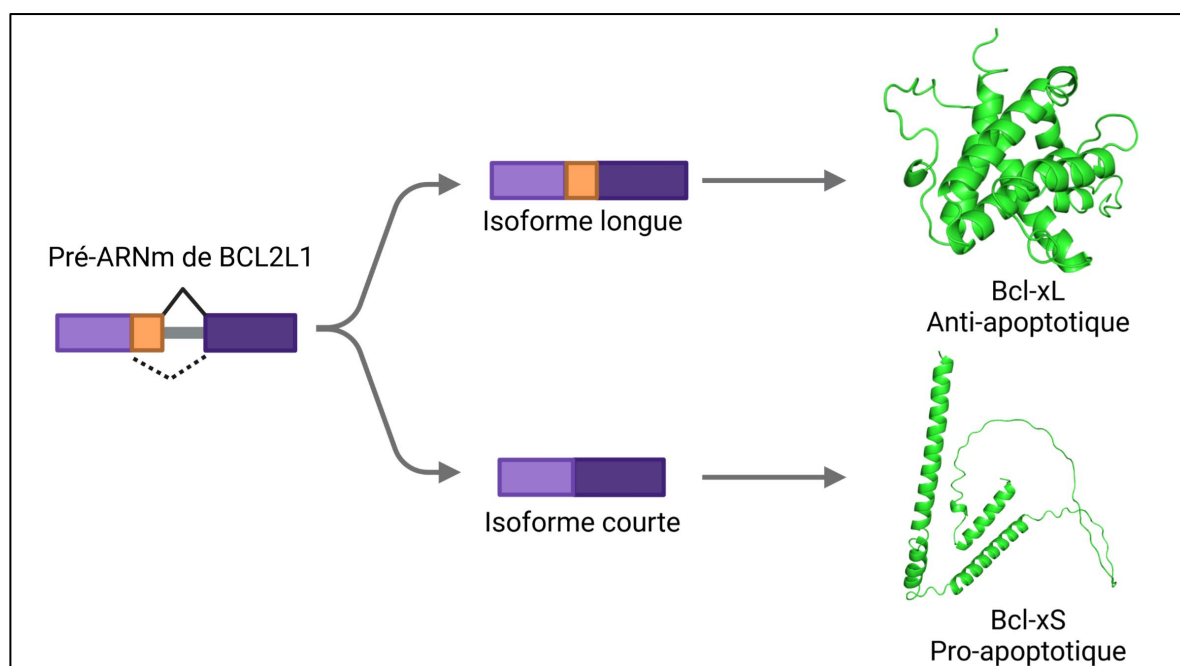 Pré-ARNm de BCL2L1
Isoforme longue
Bcl-xL
Anti-apoptotique
Isoforme courte
Bcl-xS
Pro-apoptotique